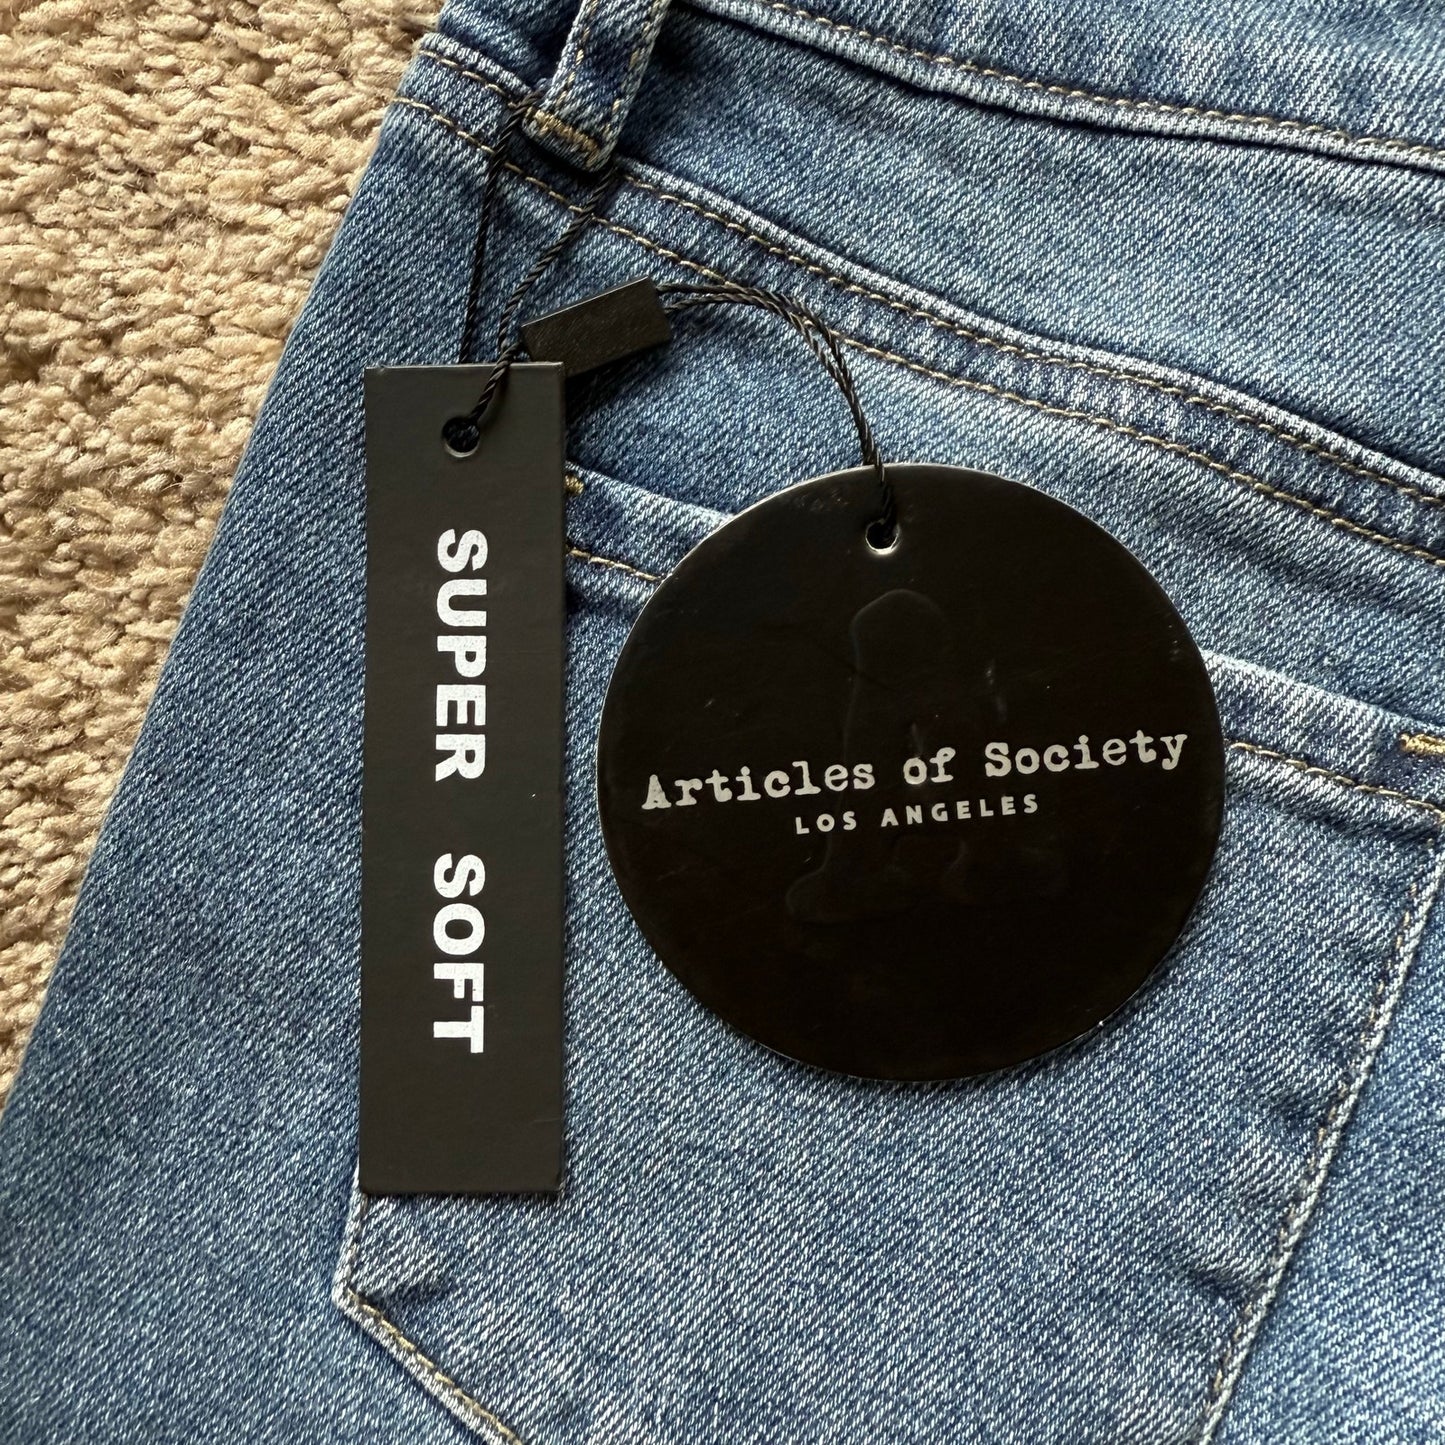 SUPER SOFT
Articles of Society
LOS ANGELES